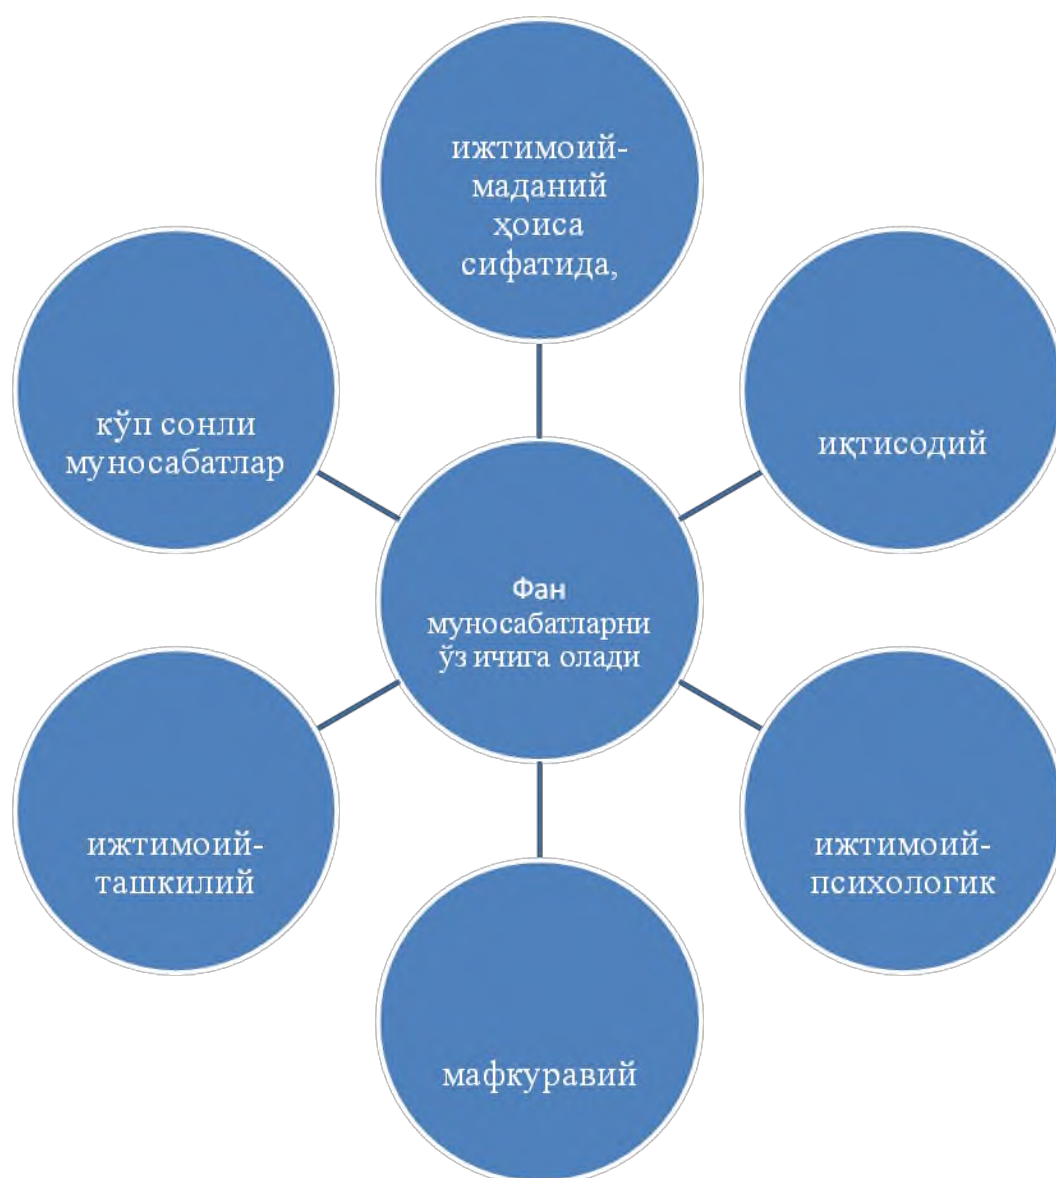 ижтимоий-
маданий
ҳоиса
сифатида,
кўп сонли
муносабатлар
иқтисодий
Фан
муносабатларни
ўз ичига олади
ижтимоий-
ташкилий
ижтимоий-
психологик
мафкуравий